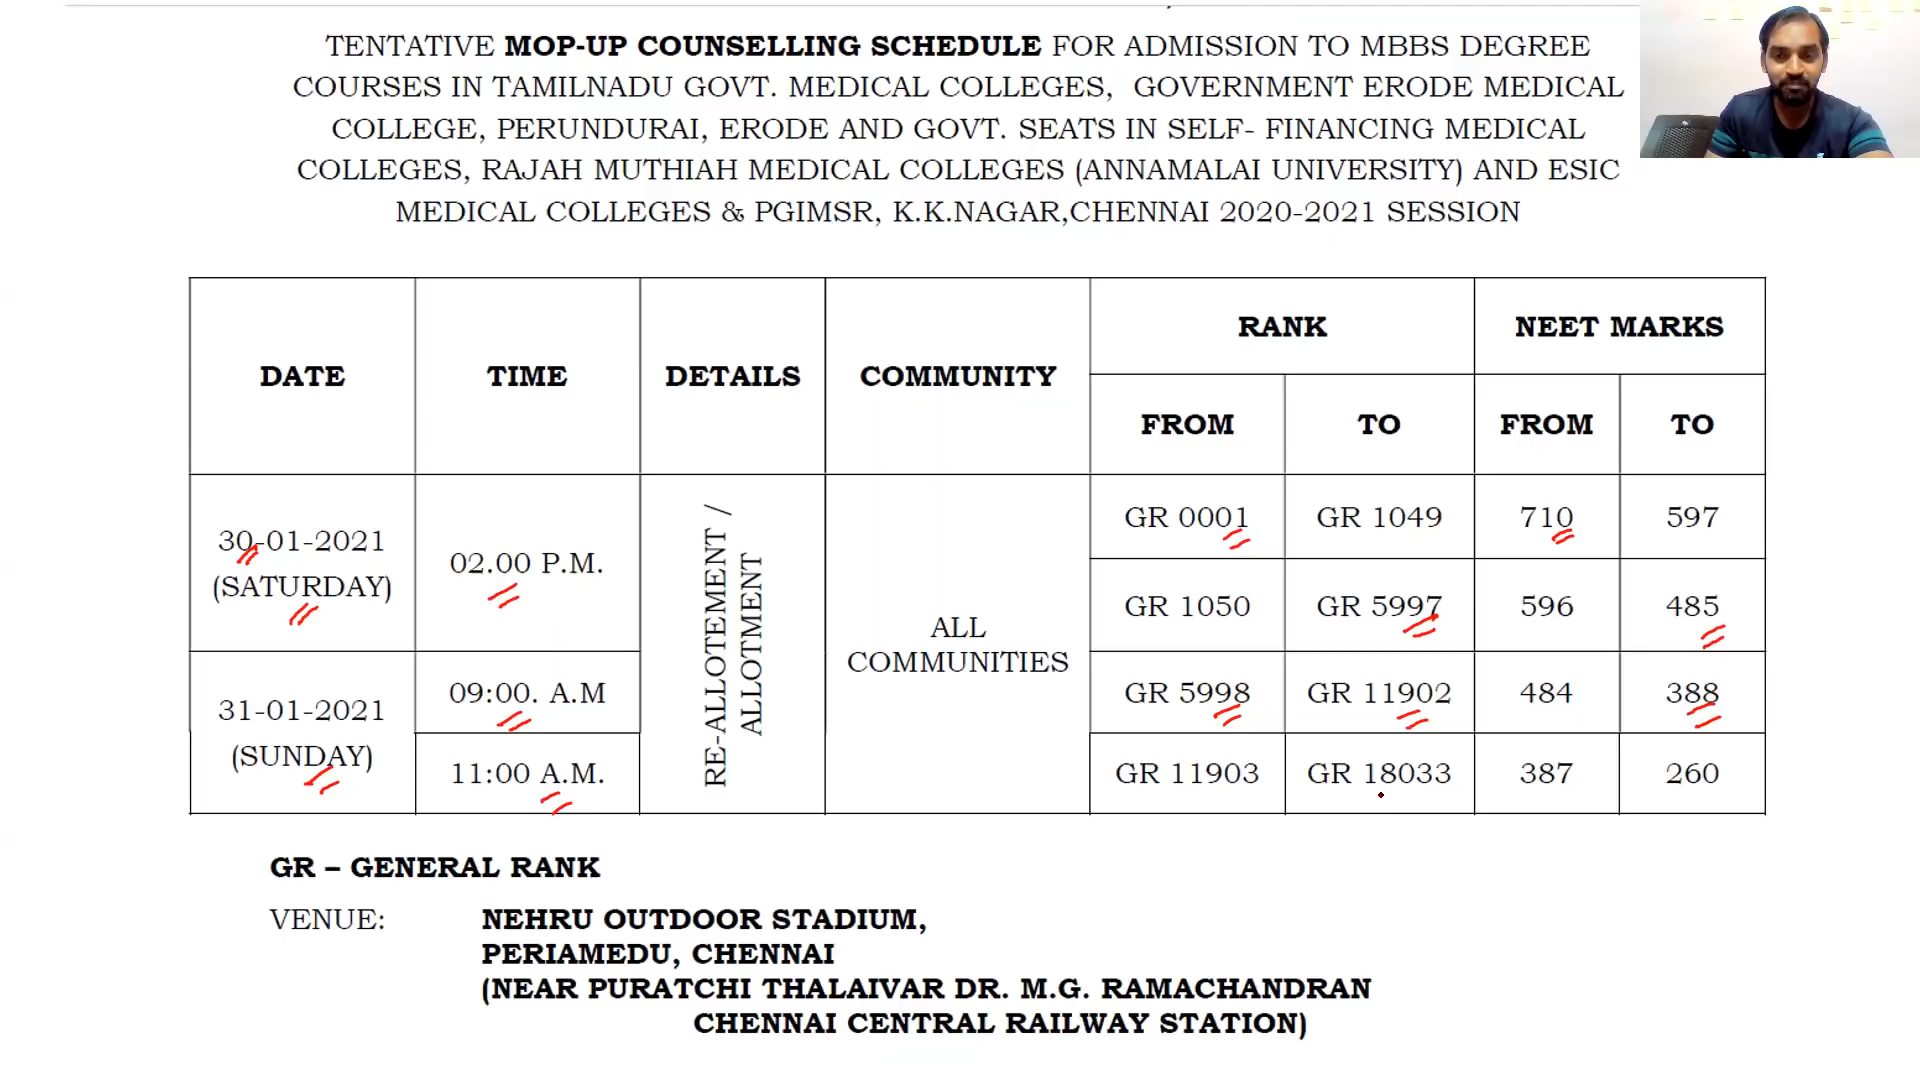 TENTATIVE MOP-UP COUNSELLING SCHEDULE FOR ADMISSION TO MBBS DEGREE
COURSES IN TAMILNADU GOVT. MEDICAL COLLEGES, GOVERNMENT ERODE MEDICAL
COLLEGE, PERUNDURAI, ERODE AND GOVT. SEATS IN SELF- FINANCING MEDICAL
COLLEGES, RAJAH MUTHIAH MEDICAL COLLEGES (ANNAMALAI UNIVERSITY) AND ESIC
MEDICAL COLLEGES & PGIMSR, K.K.NAGAR,CHENNAI 2020-2021 SESSION
DATE TIME DETAILS COMMUNITY RANK NEET MARKS
FROM TO FROM TO
30-01-2021
(SATURDAY)
02.00 P.M.
RE-ALLOTEMENT /
ALLOTMENT
ALL
COMMUNITIES
GR 0001 GR 1049 710 597
GR 1050 GR 5997 596 485
31-01-2021
(SUNDAY)
09:00. A.M GR 5998 GR 11902 484 388
11:00 A.M. GR 11903 GR 18033 387 260
GR – GENERAL RANK
VENUE: NEHRU OUTDOOR STADIUM,
PERIAMEDU, CHENNAI
(NEAR PURATCHI THALAIVAR DR. M.G. RAMACHANDRAN
CHENNAI CENTRAL RAILWAY STATION)